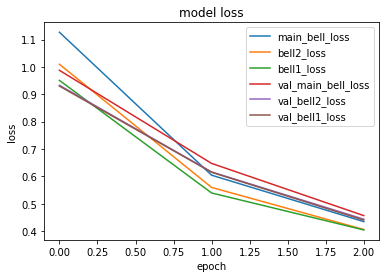 model loss
main_bell_loss
bell2_loss
bell1_loss
val_main_bell_loss
val_bell2_loss
val_bell1_loss
loss
1.1
1.0
0.9
0.8
0.7
0.6
0.5
0.4
0.00 0.25 0.50 0.75 1.00 1.25 1.50 1.75 2.00
epoch